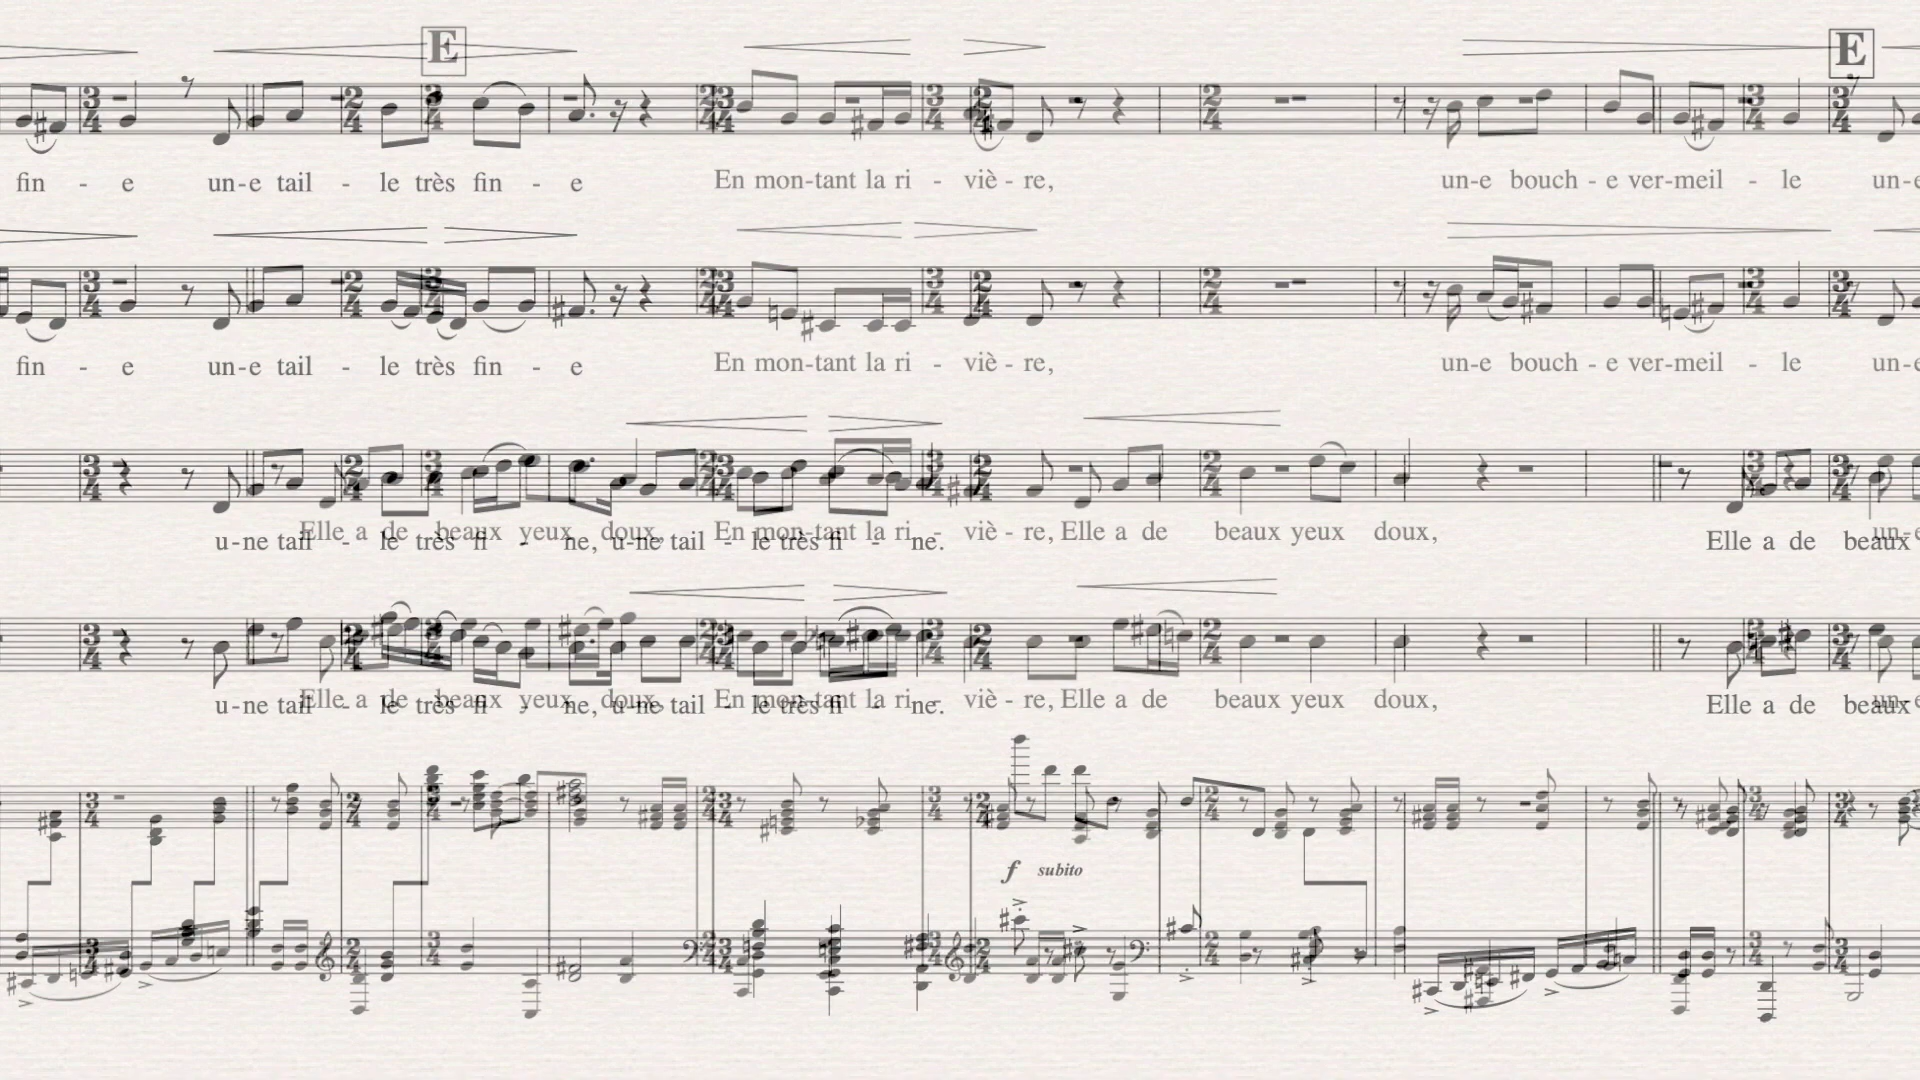 E E
fin - e un-e tail - le très fin - e En mon-tant la ri - viè - re, un-e bouch - e ver-meil - le un-e
fin - e un-e tail - le très fin - e En mon-tant la ri - viè - re, un-e bouch - e ver-meil - le un-e
Elle a de beaux yeux doux, En mon-tant la ri - viè - re, Elle a de beaux yeux doux, un-e
u-ne tail - le très fi - ne, u-ne tail - le très fi - ne. Elle a de beaux
Elle a de beaux yeux doux, En mon-tant la ri - viè - re, Elle a de beaux yeux doux, un-e
u-ne tail - le très fi - ne, u-ne tail - le très fi - ne. Elle a de beaux
f subito